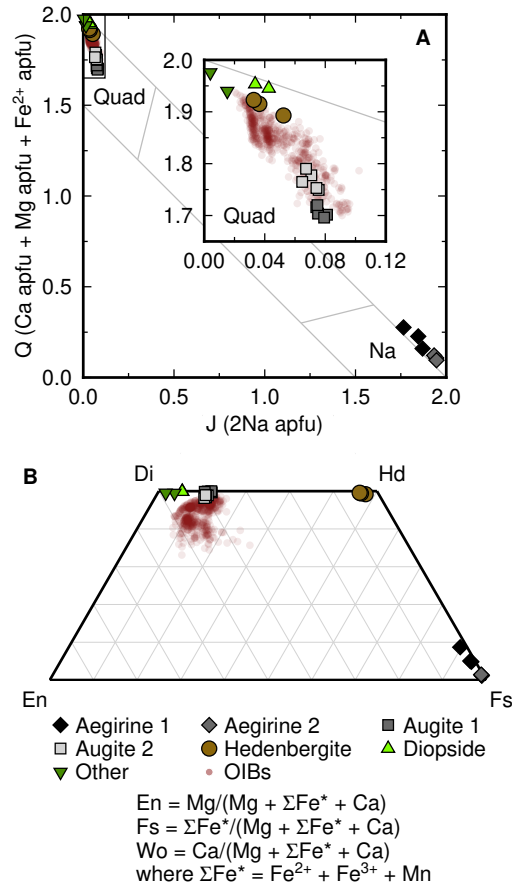 A
2.0
1.5
1.0
0.5
0.0
Q (Ca apfu + Mg apfu + Fe²⁺ apfu)
Quad
2.0
1.9
1.8
1.7
Quad
0.00 0.04 0.08 0.12
Na
0.0 0.5 1.0 1.5 2.0
J (2Na apfu)
B
Di Hd
En Fs
Aegirine 1 Aegirine 2 Augite 1
Augite 2 Hedenbergite Diopside
Other OIBs
En = Mg/(Mg + ΣFe* + Ca)
Fs = ΣFe*/(Mg + ΣFe* + Ca)
Wo = Ca/(Mg + ΣFe* + Ca)
where ΣFe* = Fe²⁺ + Fe³⁺ + Mn